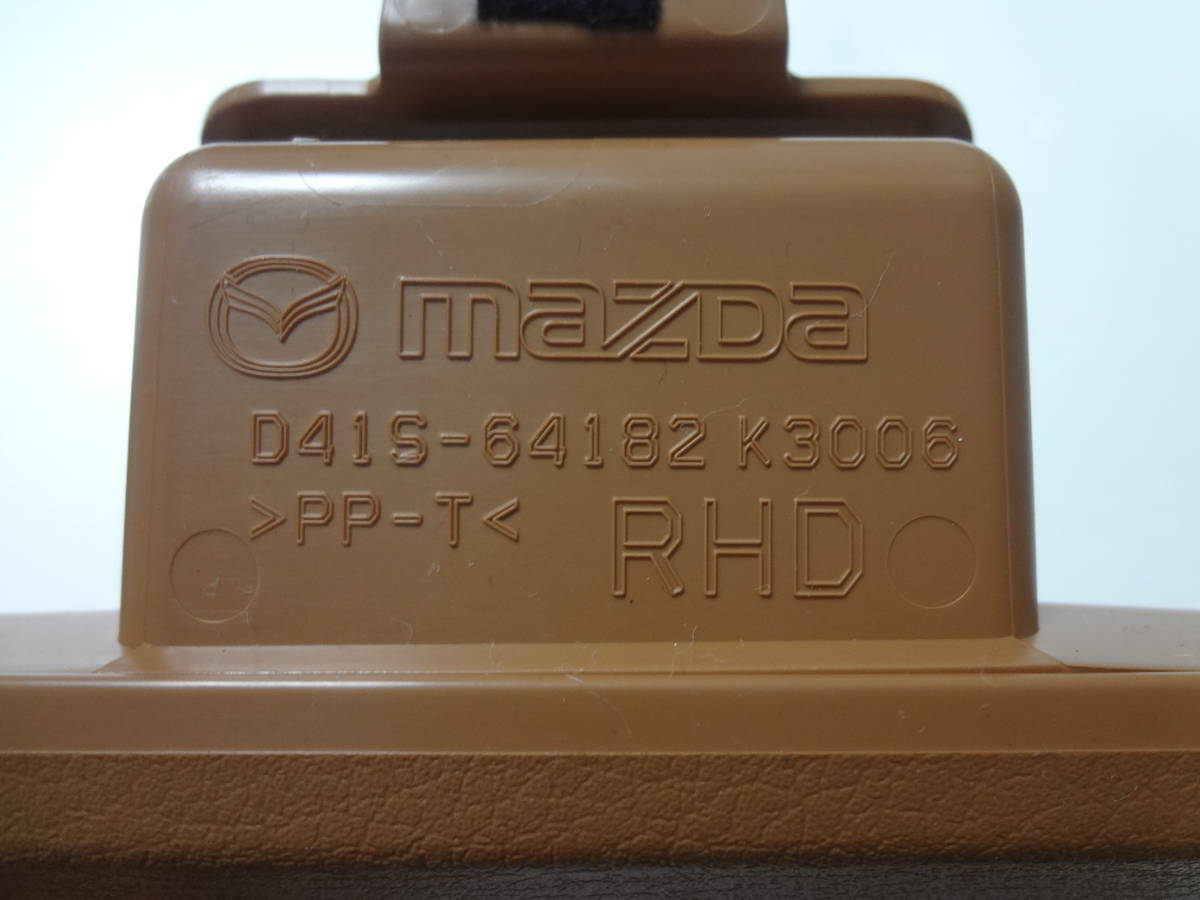 mazda
D41S-64182 K3006
>PP-T< RHD